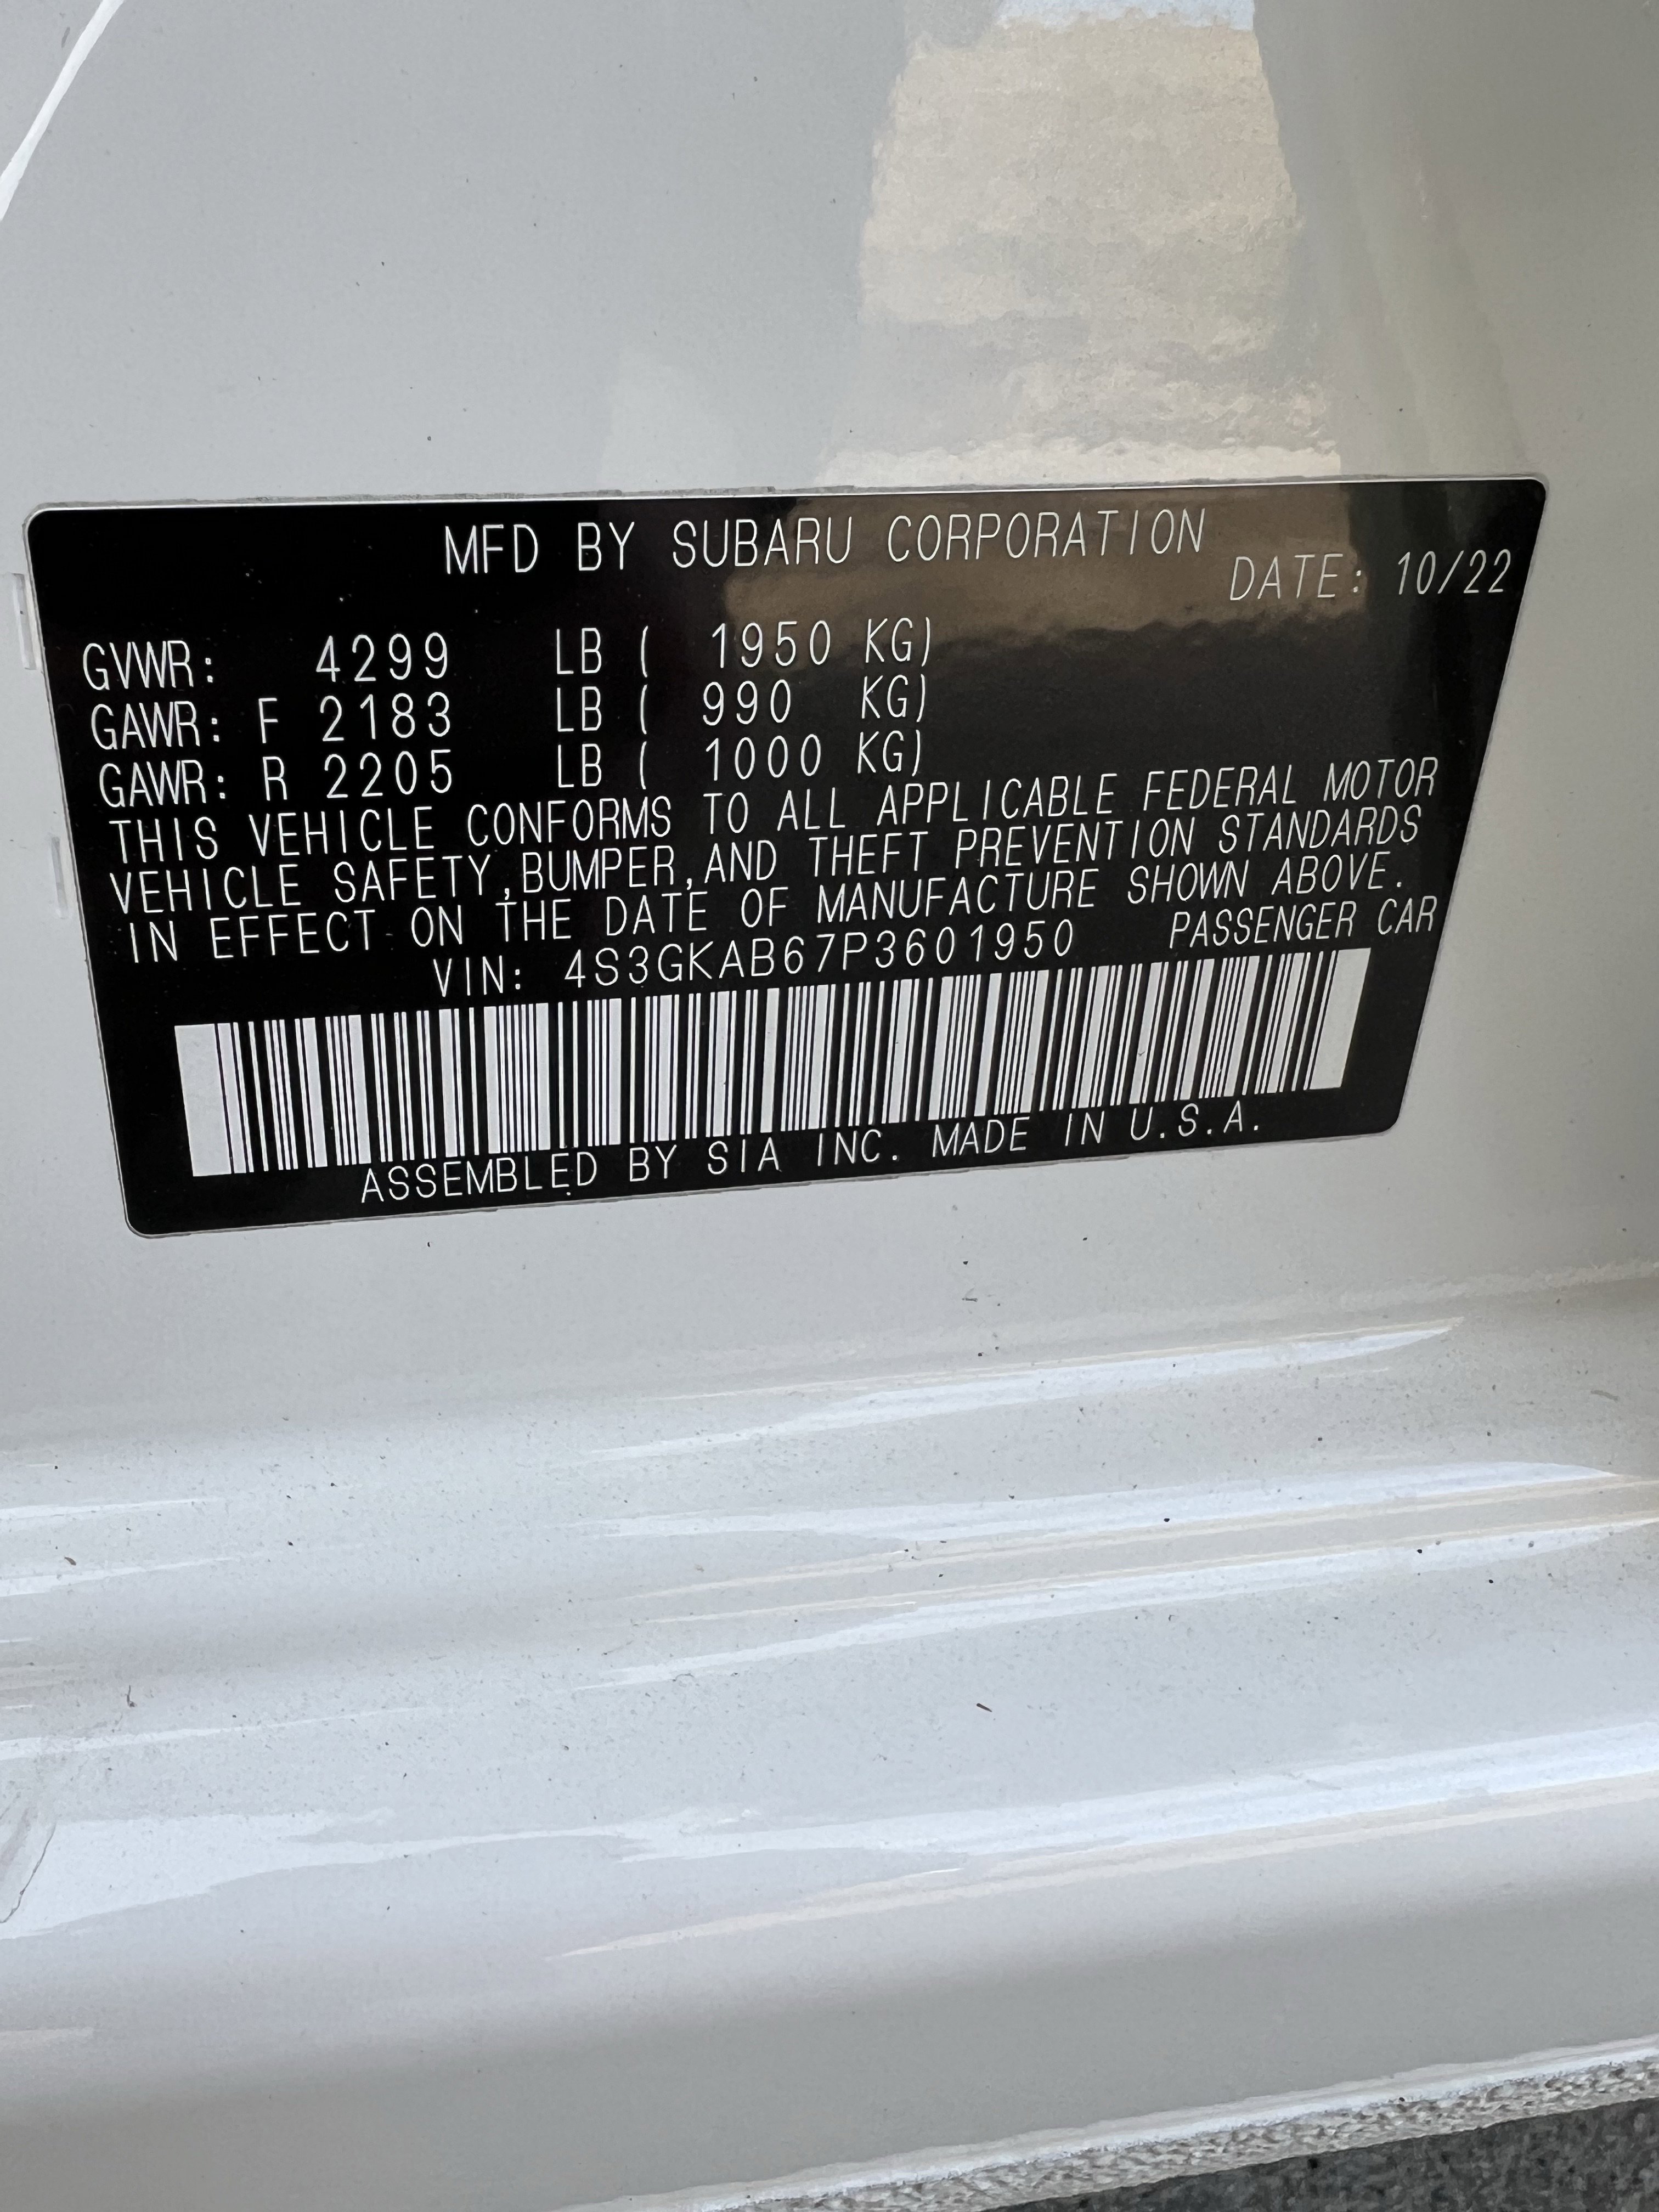 MFD BY SUBARU CORPORATION
DATE: 10/22
GVWR: 4299 LB ( 1950 KG)
GAWR: F 2183 LB ( 990 KG)
GAWR: R 2205 LB ( 1000 KG)
THIS VEHICLE CONFORMS TO ALL APPLICABLE FEDERAL MOTOR
VEHICLE SAFETY,BUMPER,AND THEFT PREVENTION STANDARDS
IN EFFECT ON THE DATE OF MANUFACTURE SHOWN ABOVE.
VIN: 4S3GKAB67P3601950 PASSENGER CAR
ASSEMBLED BY SIA INC. MADE IN U.S.A.